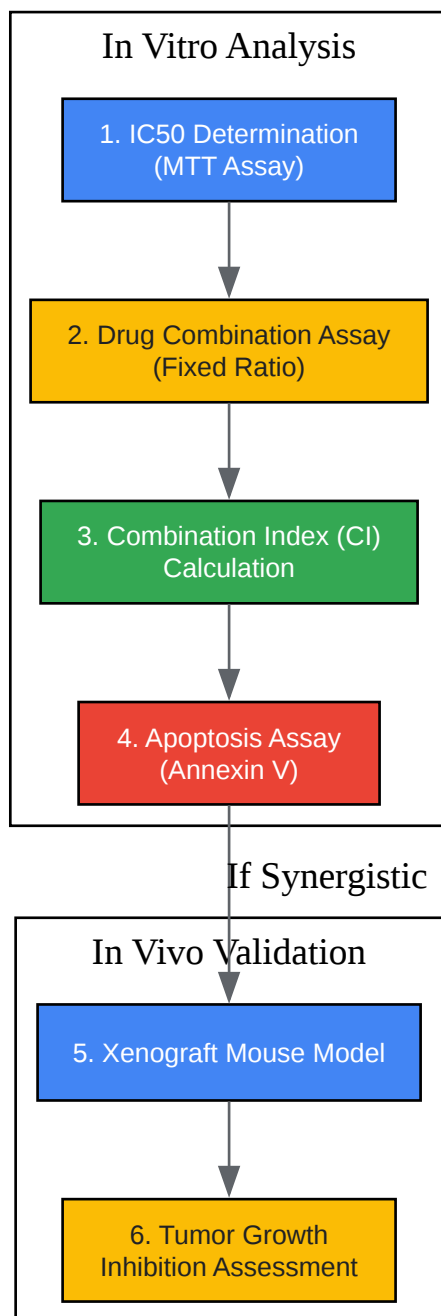 In Vitro Analysis
1. IC50 Determination
(MTT Assay)
2. Drug Combination Assay
(Fixed Ratio)
3. Combination Index (CI)
Calculation
4. Apoptosis Assay
(Annexin V)
If Synergistic
In Vivo Validation
5. Xenograft Mouse Model
6. Tumor Growth
Inhibition Assessment